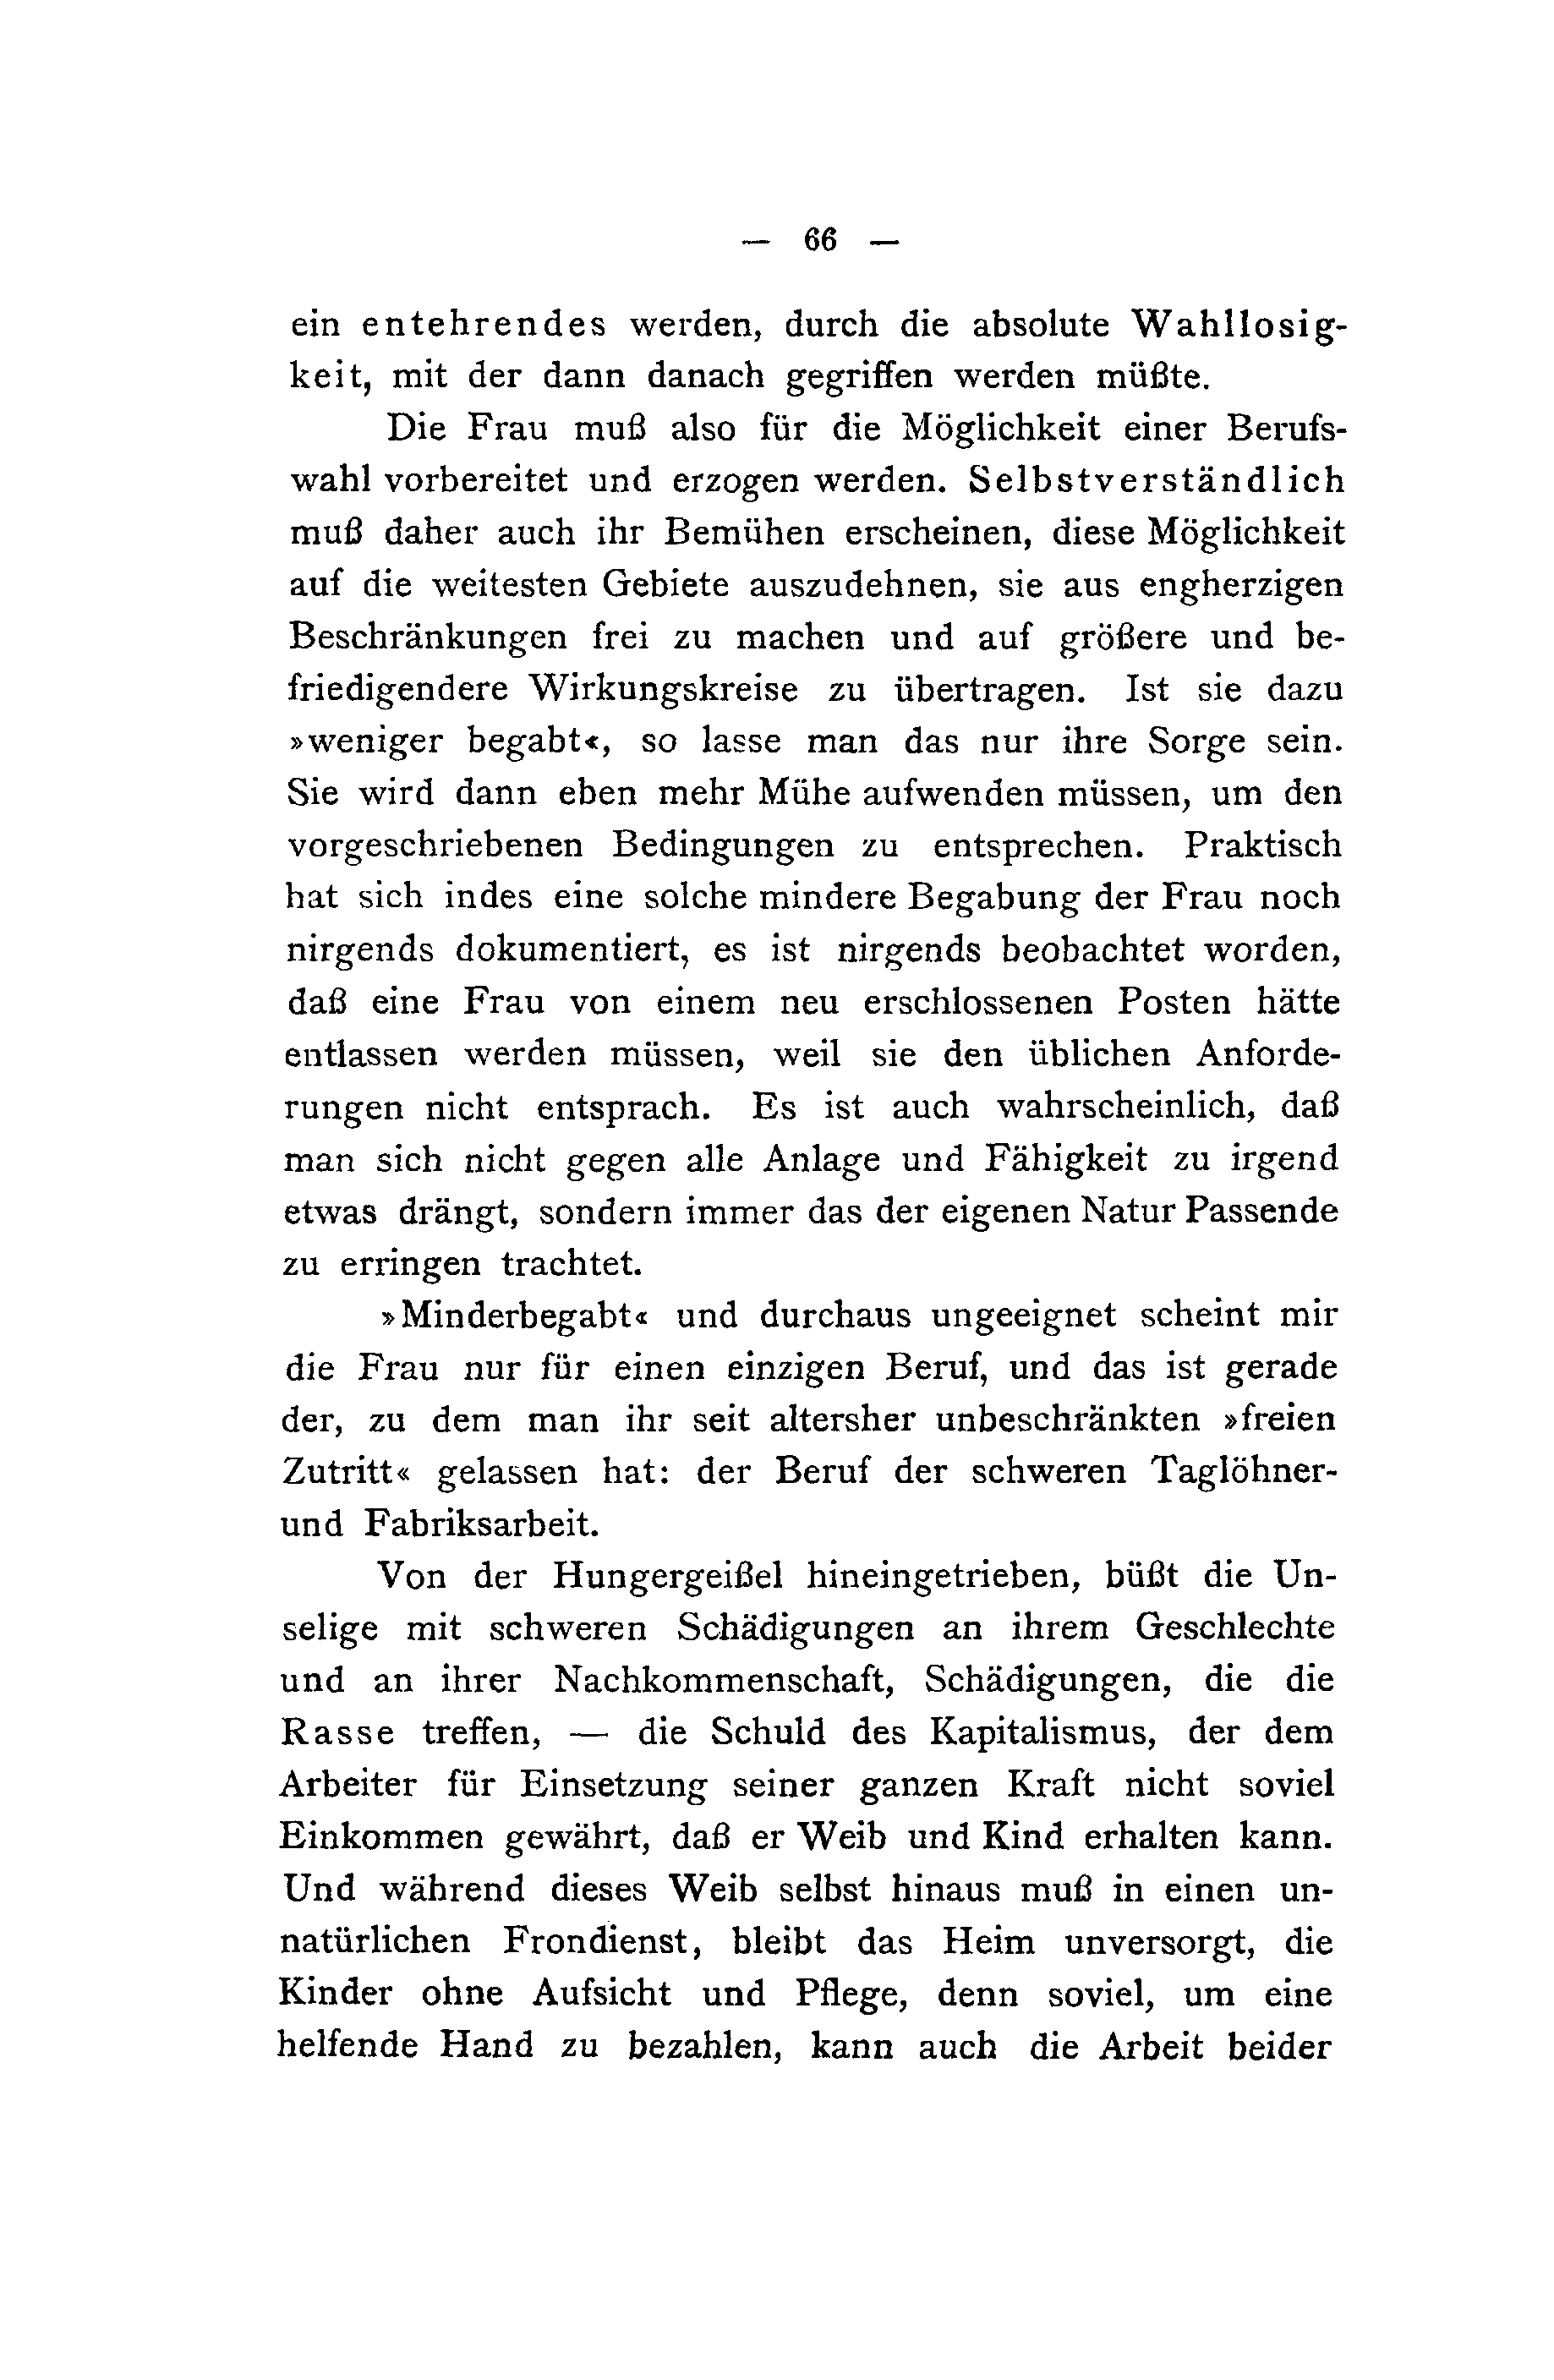 — 66 —
ein entehrendes werden, durch die absolute Wahllosig-
keit, mit der dann danach gegriffen werden müßte.
Die Frau muß also für die Möglichkeit einer Berufs-
wahl vorbereitet und erzogen werden. Selbstverständlich
muß daher auch ihr Bemühen erscheinen, diese Möglichkeit
auf die weitesten Gebiete auszudehnen, sie aus engherzigen
Beschränkungen frei zu machen und auf größere und be-
friedigendere Wirkungskreise zu übertragen. Ist sie dazu
»weniger begabt«, so lasse man das nur ihre Sorge sein.
Sie wird dann eben mehr Mühe aufwenden müssen, um den
vorgeschriebenen Bedingungen zu entsprechen. Praktisch
hat sich indes eine solche mindere Begabung der Frau noch
nirgends dokumentiert, es ist nirgends beobachtet worden,
daß eine Frau von einem neu erschlossenen Posten hätte
entlassen werden müssen, weil sie den üblichen Anforde-
rungen nicht entsprach. Es ist auch wahrscheinlich, daß
man sich nicht gegen alle Anlage und Fähigkeit zu irgend
etwas drängt, sondern immer das der eigenen Natur Passende
zu erringen trachtet.
»Minderbegabt« und durchaus ungeeignet scheint mir
die Frau nur für einen einzigen Beruf, und das ist gerade
der, zu dem man ihr seit altersher unbeschränkten »freien
Zutritt« gelassen hat: der Beruf der schweren Taglöhner-
und Fabriksarbeit.
Von der Hungergeißel hineingetrieben, büßt die Un-
selige mit schweren Schädigungen an ihrem Geschlechte
und an ihrer Nachkommenschaft, Schädigungen, die die
Rasse treffen, — die Schuld des Kapitalismus, der dem
Arbeiter für Einsetzung seiner ganzen Kraft nicht soviel
Einkommen gewährt, daß er Weib und Kind erhalten kann.
Und während dieses Weib selbst hinaus muß in einen un-
natürlichen Frondienst, bleibt das Heim unversorgt, die
Kinder ohne Aufsicht und Pflege, denn soviel, um eine
helfende Hand zu bezahlen, kann auch die Arbeit beider